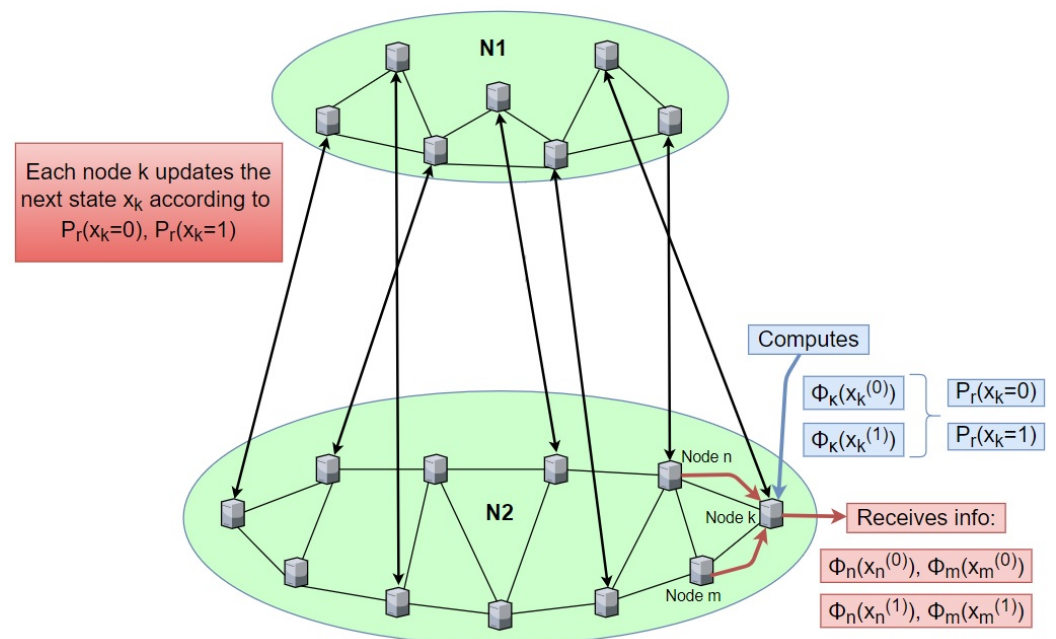 N1
Each node k updates the
next state xₖ according to
Pᵣ(xₖ=0), Pᵣ(xₖ=1)
Computes
Φ_κ(xₖ⁽⁰⁾)
Pᵣ(xₖ=0)
Φ_κ(xₖ⁽¹⁾)
Pᵣ(xₖ=1)
Node n
N2
Node k
Receives info:
Node m
Φₙ(xₙ⁽⁰⁾), Φₘ(xₘ⁽⁰⁾)
Φₙ(xₙ⁽¹⁾), Φₘ(xₘ⁽¹⁾)